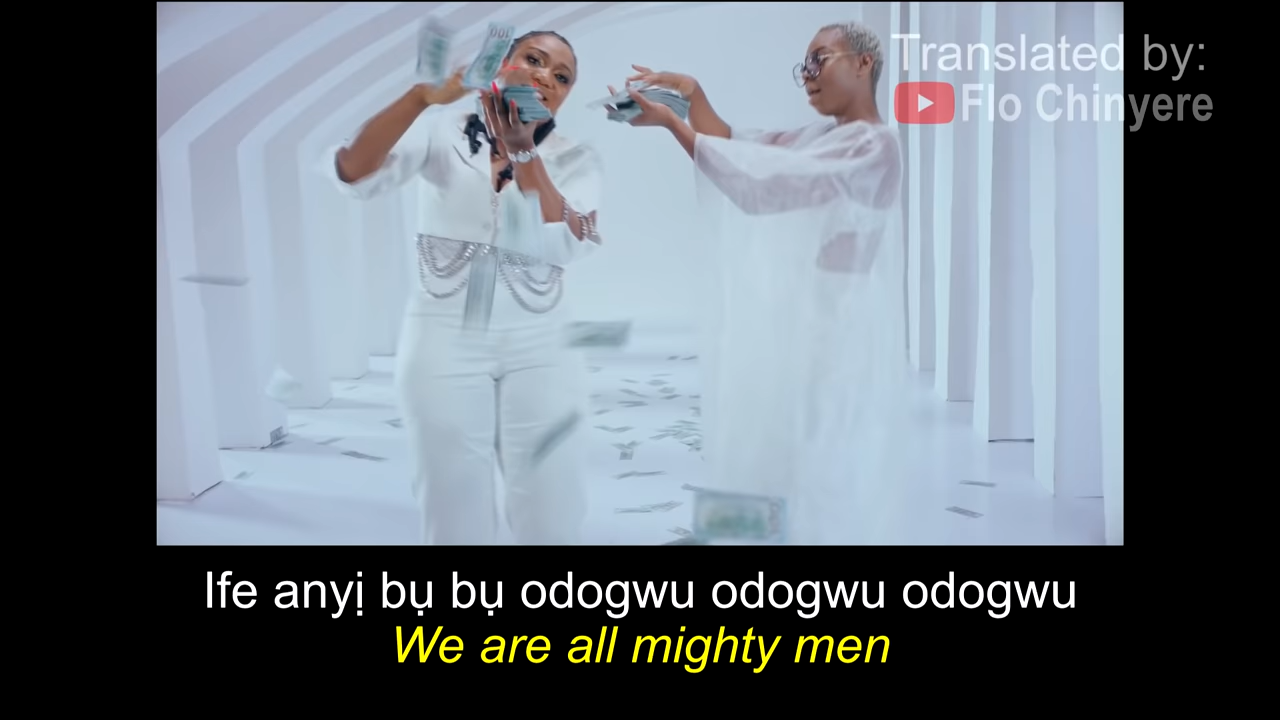 Translated by:
Flo Chinyere
Ife anyị bụ bụ odogwu odogwu odogwu
We are all mighty men